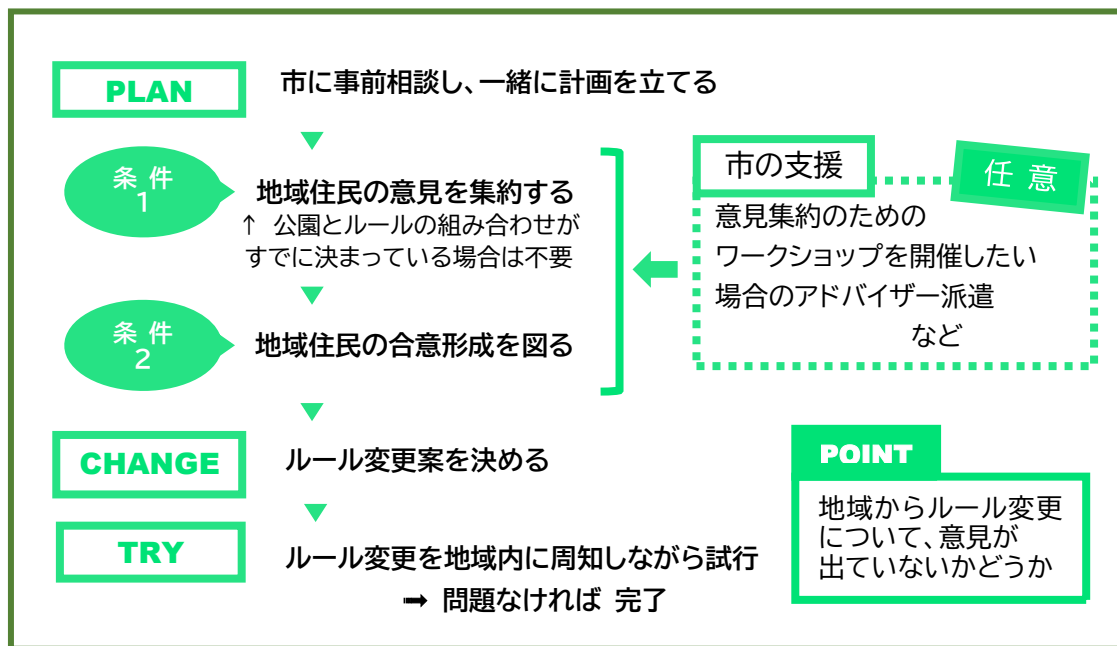 PLAN
市に事前相談し、一緒に計画を立てる
条件
1
地域住民の意見を集約する
↑ 公園とルールの組み合わせが
すでに決まっている場合は不要
条件
2
地域住民の合意形成を図る
市の支援
任意
意見集約のための
ワークショップを開催したい
場合のアドバイザー派遣
など
CHANGE
ルール変更案を決める
TRY
ルール変更を地域内に周知しながら試行
➡ 問題なければ 完了
POINT
地域からルール変更
について、意見が
出ていないかどうか